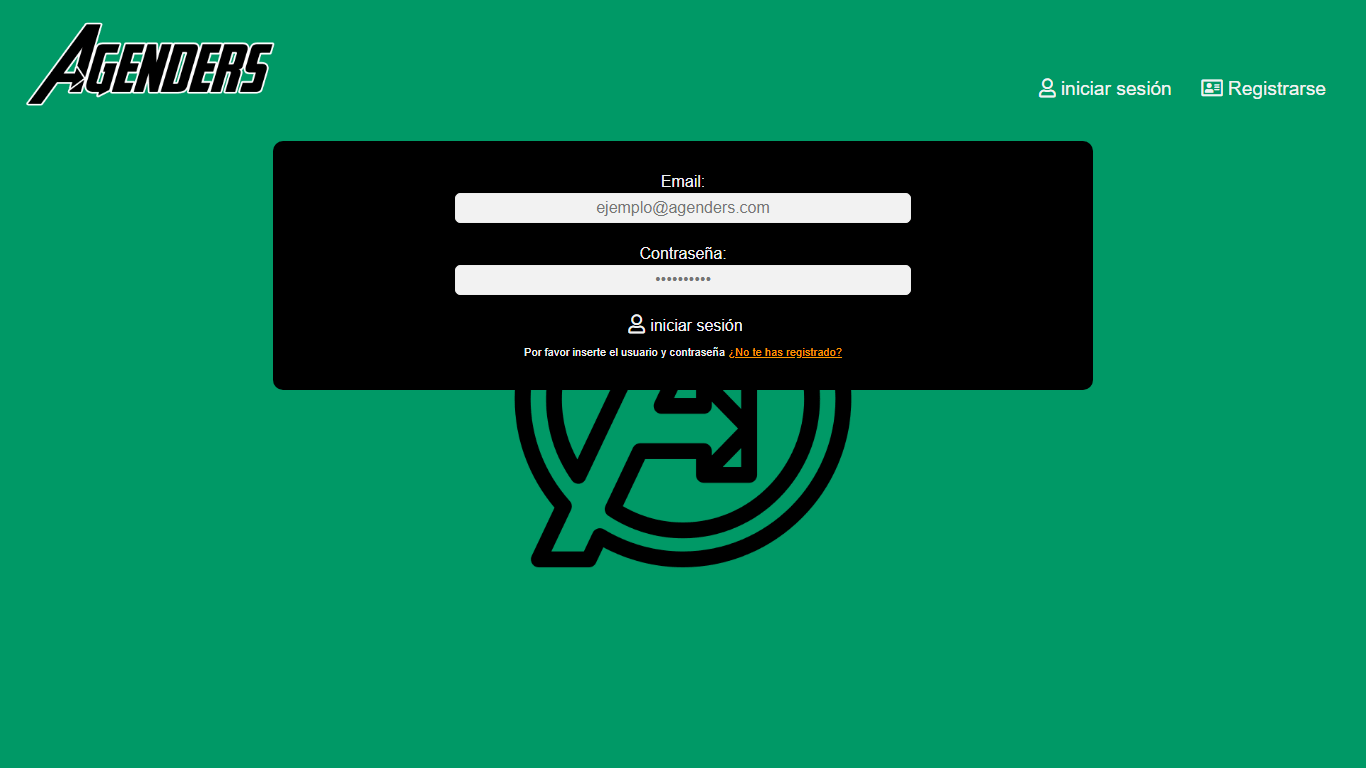 AGENDERS
iniciar sesión Registrarse
Email:
ejemplo@agenders.com
Contraseña:
••••••••••
iniciar sesión
Por favor inserte el usuario y contraseña ¿No te has registrado?